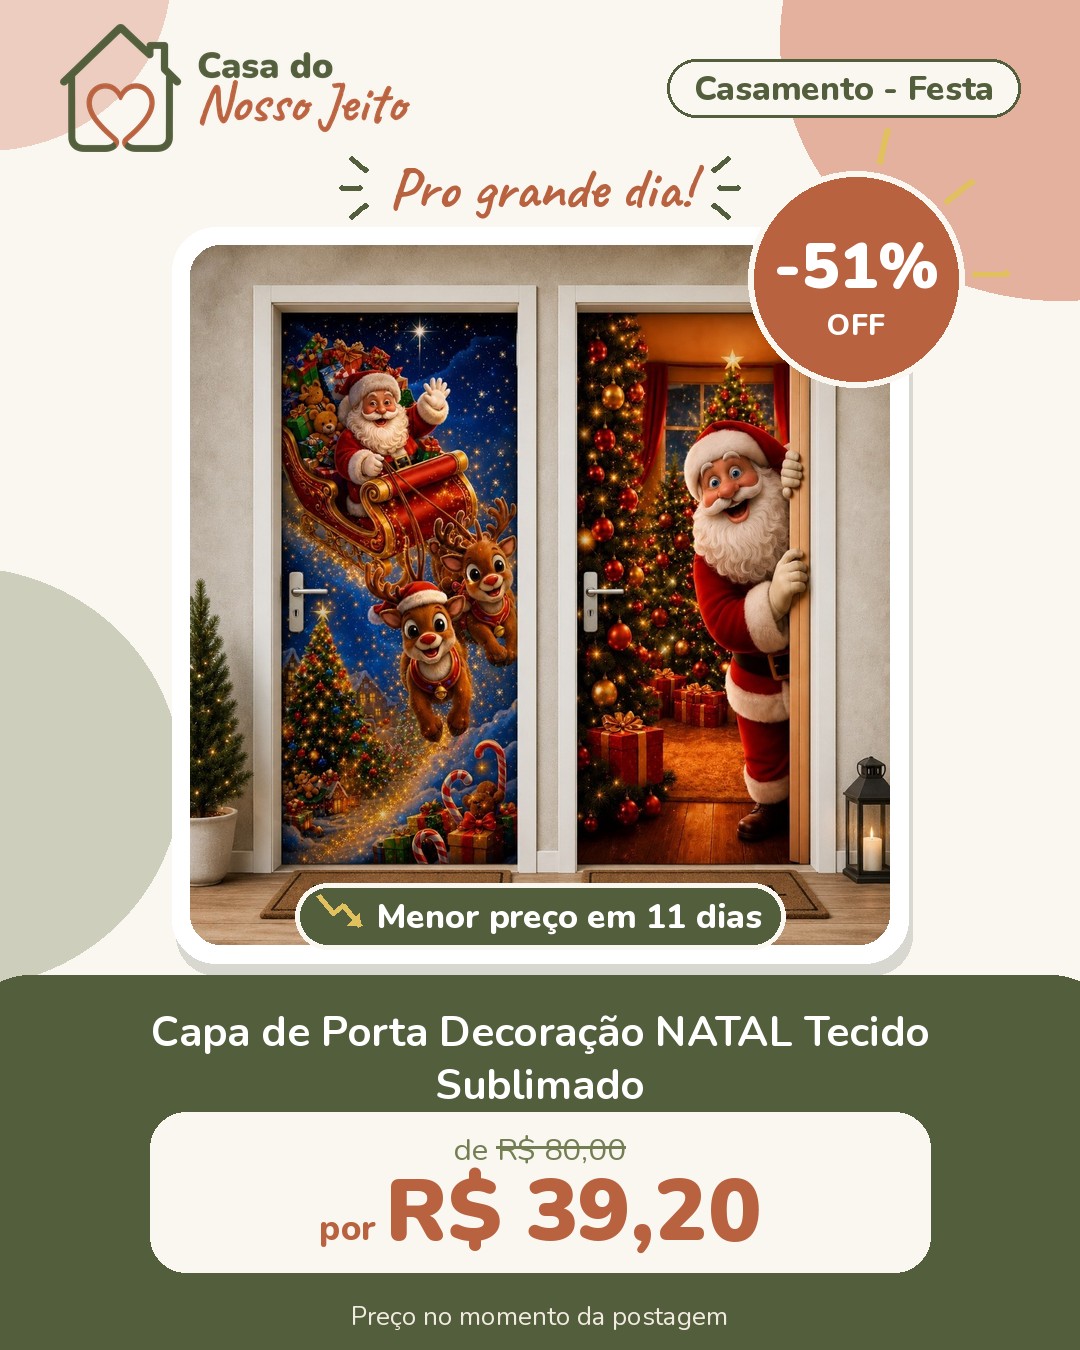 Casa do
Nosso Jeito
Casamento - Festa
Pro grande dia!
-51%
OFF
Menor preço em 11 dias
Capa de Porta Decoração NATAL Tecido
Sublimado
de R$ 80,00
por R$ 39,20
Preço no momento da postagem